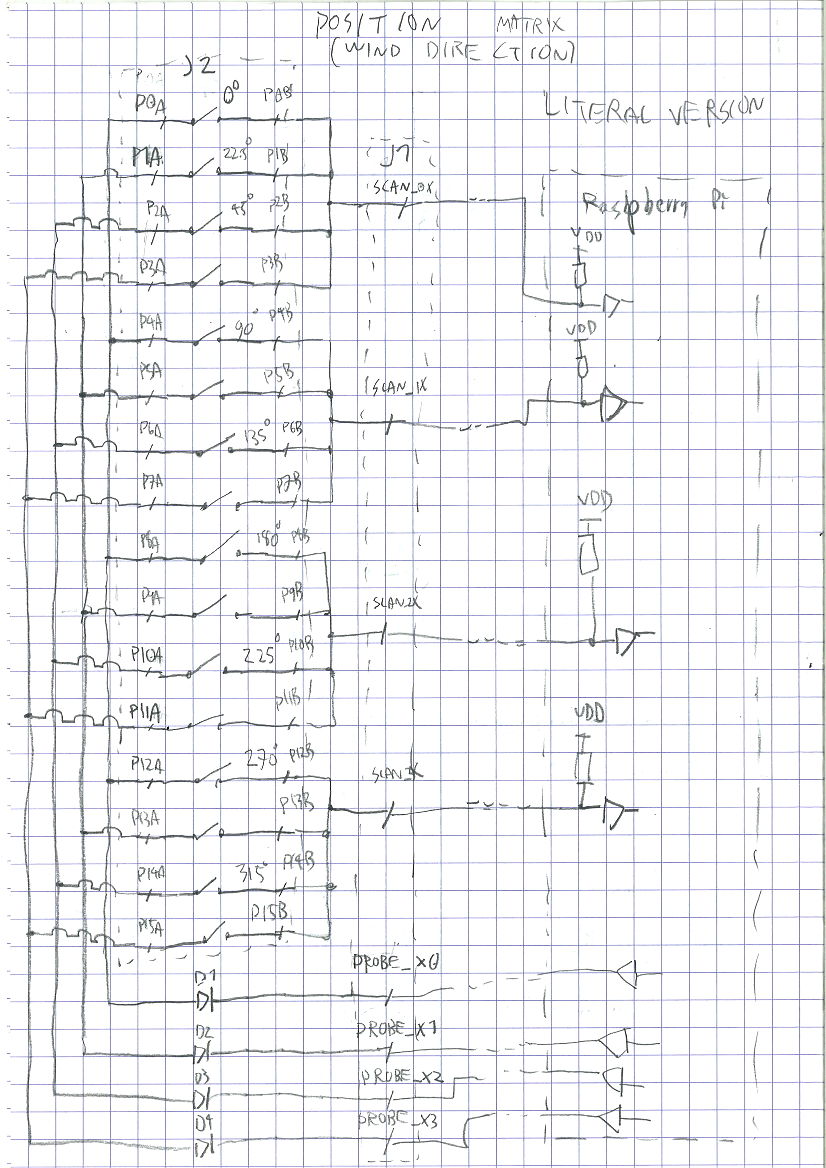 POSITION MATRIX
(WIND DIRECTION)
J2
LITERAL VERSION
P0A 0° P0B
P1A 22.5° P1B
J1
SCAN_0X
Raspberry Pi
P2A 45° P2B
VDD
P3A P3B
P4A 90° P4B
VDD
P5A P5B
SCAN_1X
P6A 135° P6B
P7A P7B
VDD
P8A 180° P8B
P9A P9B
SCAN_2X
P10A 225° P10B
P11A P11B
VDD
P12A 270° P12B
SCAN_3X
P13A P13B
P14A 315° P14B
P15A P15B
PROBE_X0
D1
PROBE_X1
D2
PROBE_X2
D3
PROBE_X3
D4